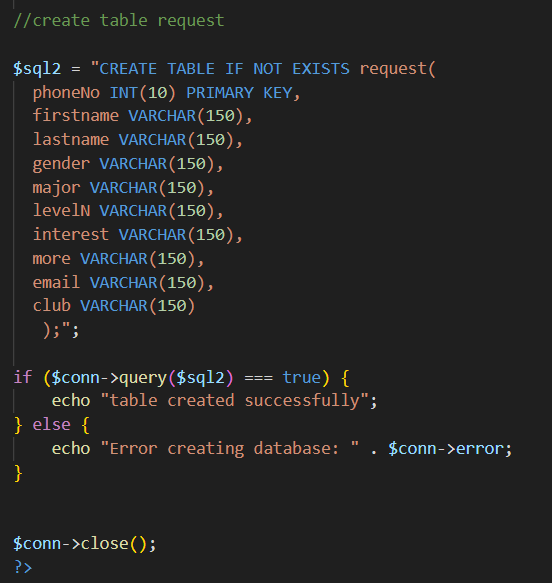 //create table request
$sql2 = "CREATE TABLE IF NOT EXISTS request(
phoneNo INT(10) PRIMARY KEY,
firstname VARCHAR(150),
lastname VARCHAR(150),
gender VARCHAR(150),
major VARCHAR(150),
levelN VARCHAR(150),
interest VARCHAR(150),
more VARCHAR(150),
email VARCHAR(150),
club VARCHAR(150)
);";
if ($conn->query($sql2) === true) {
echo "table created successfully";
} else {
echo "Error creating database: " . $conn->error;
}
$conn->close();
?>